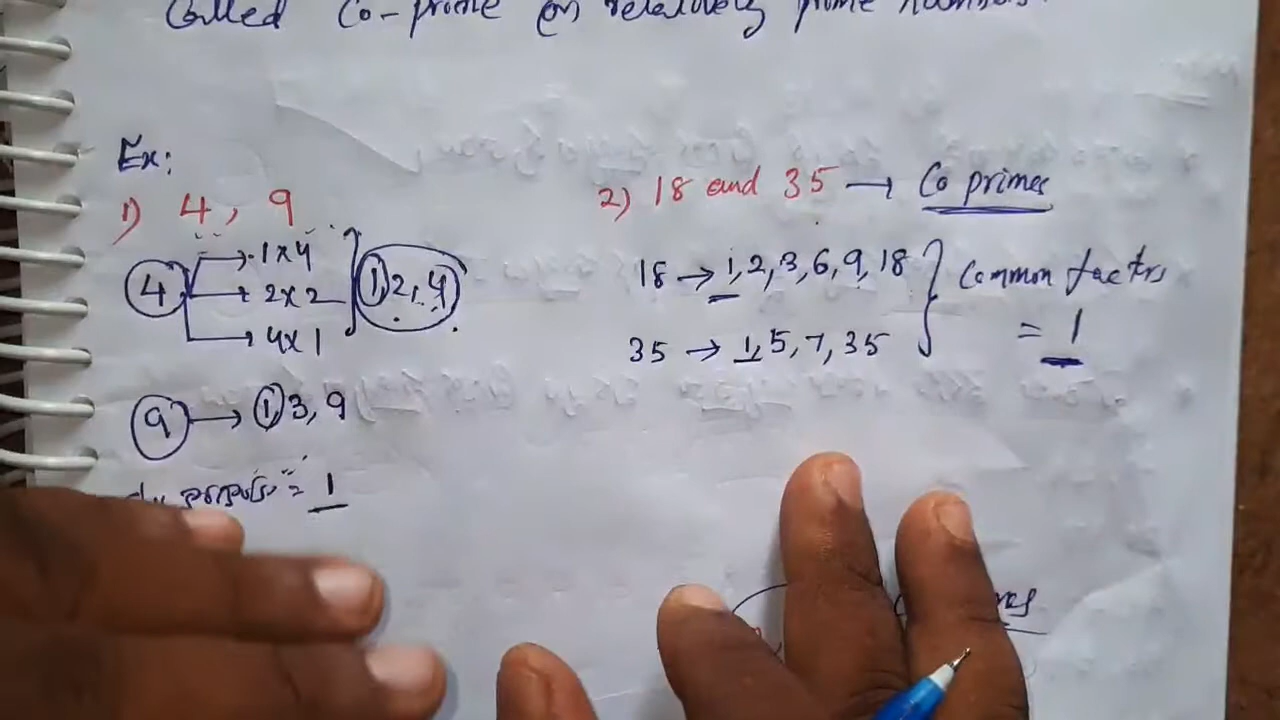 Called Co-prime (or) relatively prime numbers.
Ex:
1) 4, 9
4 → 1×4
→ 2×2
→ 4×1
1, 2, 4
9 → 1, 3, 9
= 1
2) 18 and 35 → Co primes
18 → 1, 2, 3, 6, 9, 18
35 → 1, 5, 7, 35
Common factors
= 1